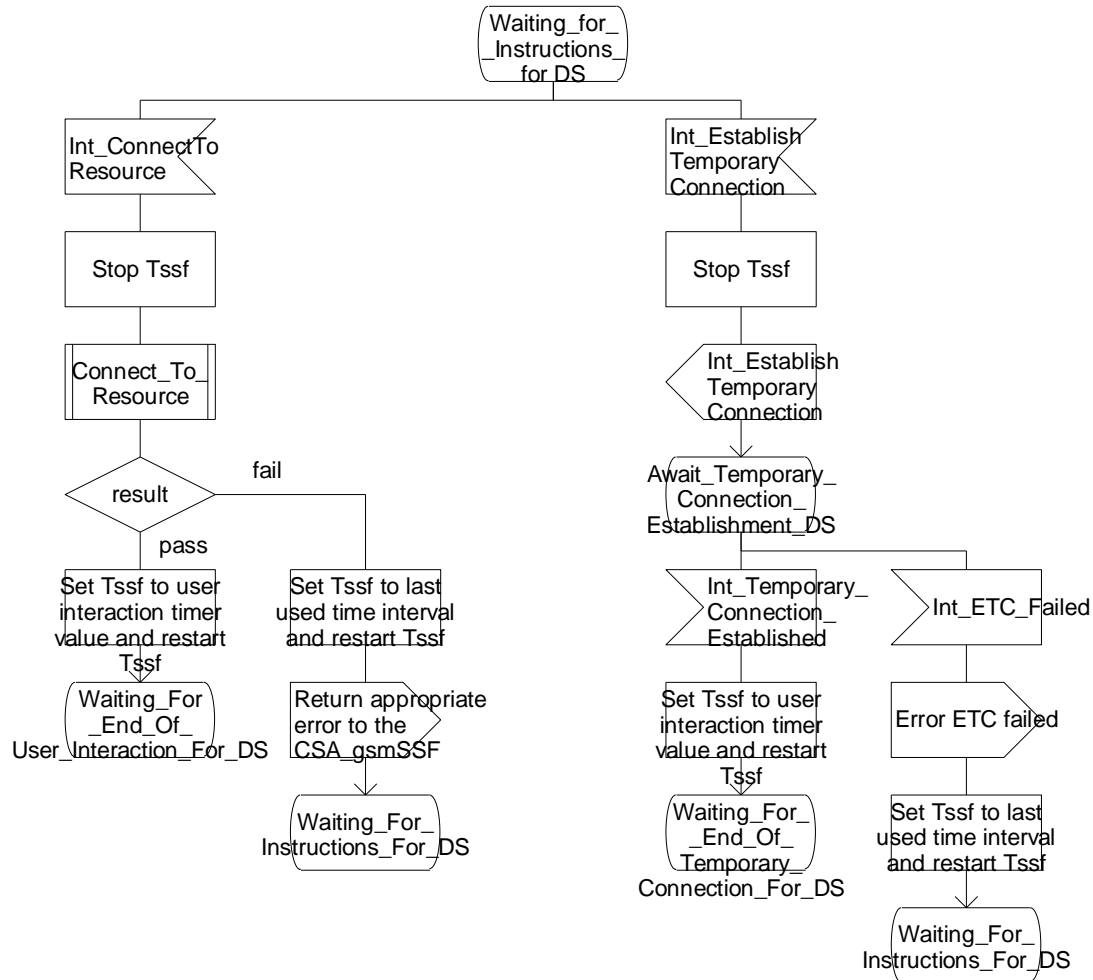 Waiting_for_
_Instructions_
for DS
Int_ConnectTo
Resource
Int_Establish
Temporary
Connection
Stop Tssf
Stop Tssf
Connect_To_
Resource
Int_Establish
Temporary
Connection
result
fail
pass
Await_Temporary_
Connection_
Establishment_DS
Set Tssf to user
interaction timer
value and restart
Tssf
Set Tssf to last
used time interval
and restart Tssf
Int_Temporary_
Connection_
Established
Int_ETC_Failed
Waiting_For
_End_Of_
User_Interaction_For_DS
Return appropriate
error to the
CSA_gsmSSF
Set Tssf to user
interaction timer
value and restart
Tssf
Error ETC failed
Waiting_For_
Instructions_For_DS
Waiting_For_
_End_Of_
Temporary_
Connection_For_DS
Set Tssf to last
used time interval
and restart Tssf
Waiting_For_
Instructions_For_DS